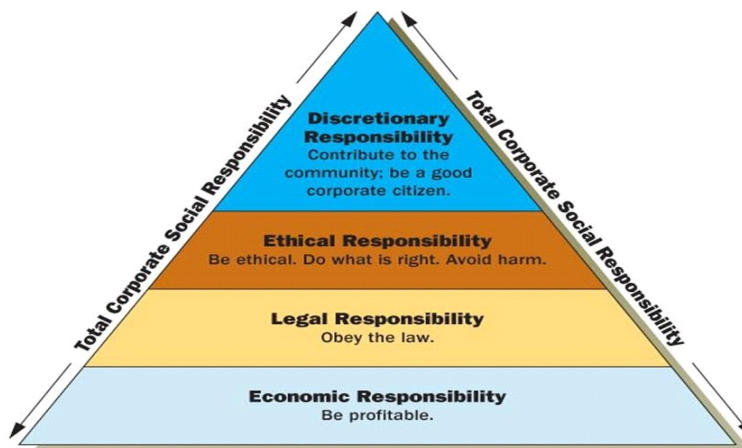 Total Corporate Social Responsibility
Total Corporate Social Responsibility
Discretionary
Responsibility
Contribute to the
community; be a good
corporate citizen.
Ethical Responsibility
Be ethical. Do what is right. Avoid harm.
Legal Responsibility
Obey the law.
Economic Responsibility
Be profitable.